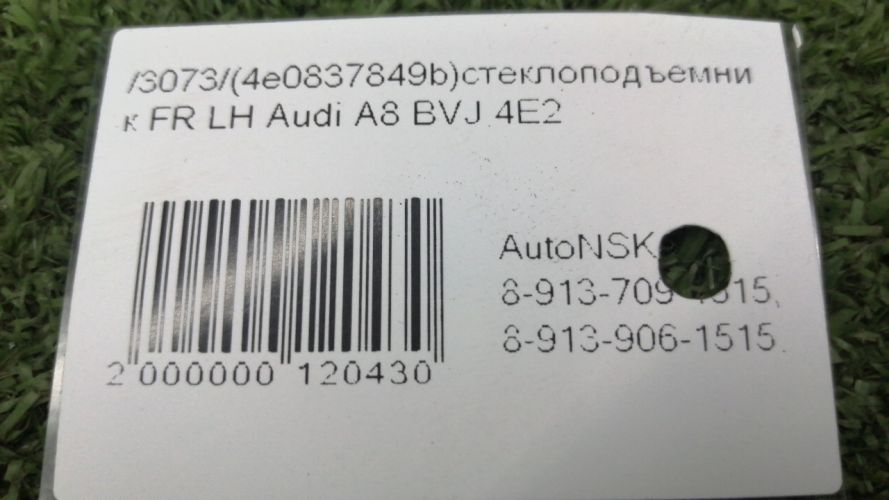 /3073/(4e0837849b)стеклоподъемни
к FR LH Audi A8 BVJ 4E2
AutoNSK
8-913-709-1515,
8-913-906-1515
2 000000 120430